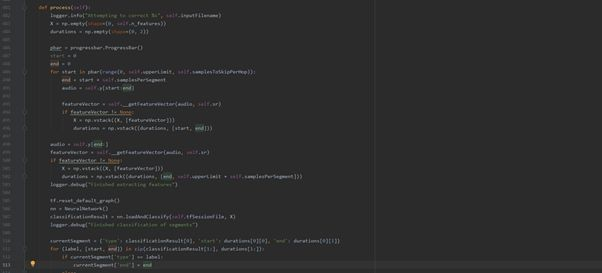 def process(self):
logger.info("Attempting to correct %s", self.inputFilename)
X = np.empty(shape=(0, self.n_features))
durations = np.empty(shape=(0, 2))
pbar = progressbar.ProgressBar()
start = 0
end = 0
for start in pbar(range(0, self.upperLimit, self.samplesToSkipPerHop)):
end = start + self.samplesPerSegment
audio = self.y[start:end]
featureVector = self.__getFeatureVector(audio, self.sr)
if featureVector != None:
X = np.vstack((X, [featureVector]))
durations = np.vstack((durations, [start, end]))
audio = self.y[end:]
featureVector = self.__getFeatureVector(audio, self.sr)
if featureVector != None:
X = np.vstack((X, [featureVector]))
durations = np.vstack((durations, [end, self.upperLimit + self.samplesPerSegment]))
logger.debug("Finished extracting features")
tf.reset_default_graph()
nn = NeuralNetwork()
classificationResult = nn.loadAndClassify(self.tfSessionFile, X)
logger.debug("Finished classification of segments")
currentSegment = {'type': classificationResult[0], 'start': durations[0][0], 'end': durations[0][1]}
for (label, [start, end]) in zip(classificationResult[1:], durations[1:]):
if currentSegment['type'] == label:
currentSegment['end'] = end